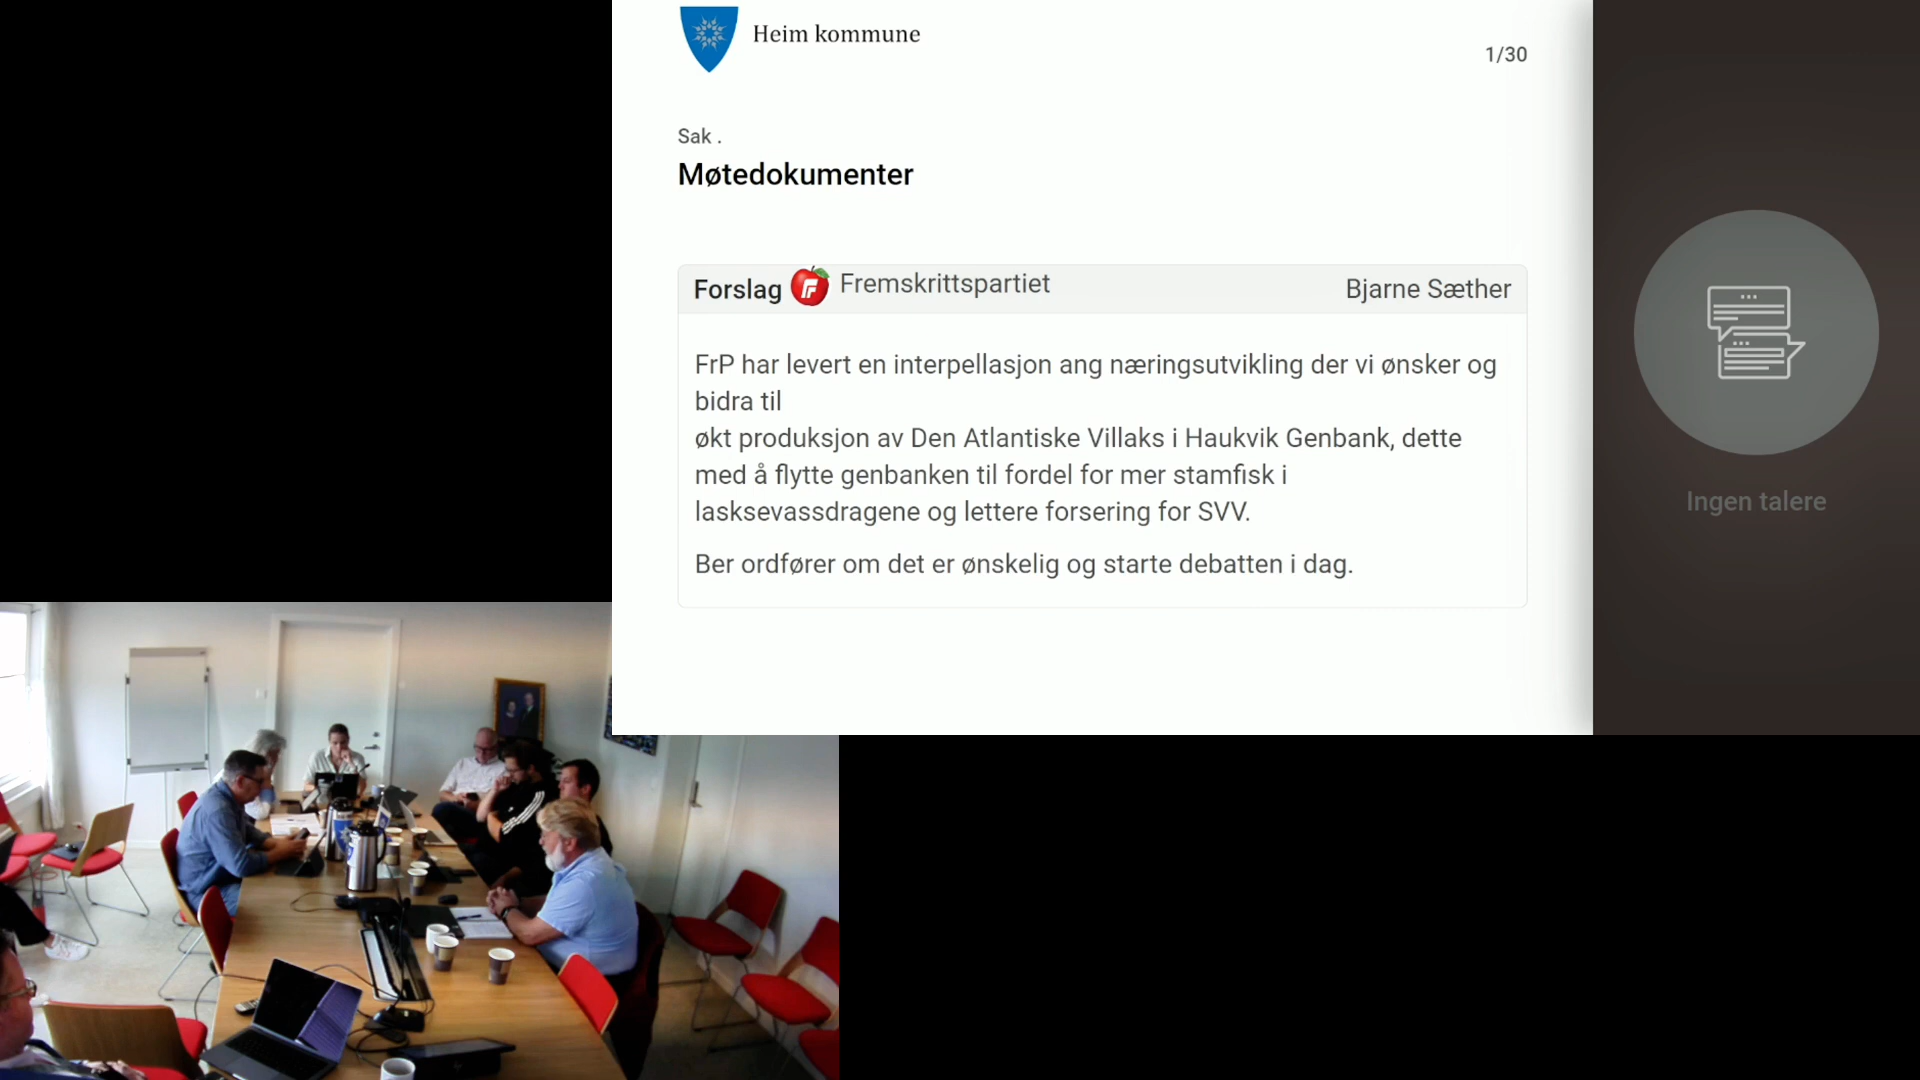 Heim kommune
1/30
Sak .
Møtedokumenter
Forslag Fremskrittspartiet Bjarne Sæther
FrP har levert en interpellasjon ang næringsutvikling der vi ønsker og
bidra til
økt produksjon av Den Atlantiske Villaks i Haukvik Genbank, dette
med å flytte genbanken til fordel for mer stamfisk i
lasksevassdragene og lettere forsering for SVV.
Ber ordfører om det er ønskelig og starte debatten i dag.
Ingen talere